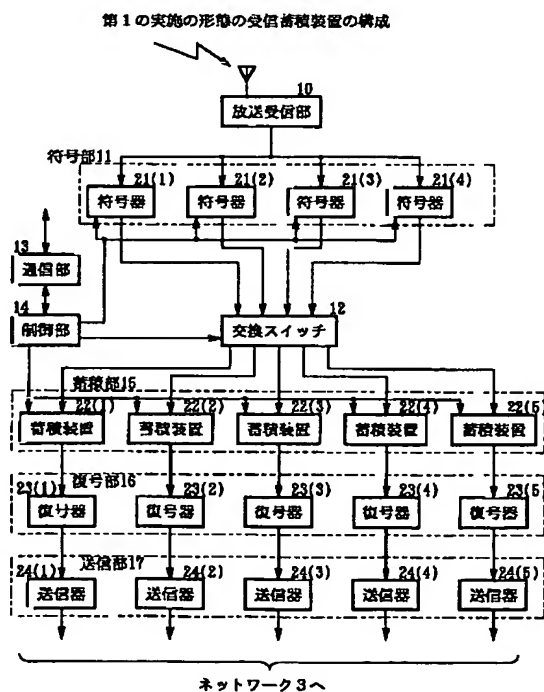 第1の実施の形態の受信蓄積装置の構成
10
放送受信部
符号部11
21(1) 21(2) 21(3) 21(4)
符号器 符号器 符号器 符号器
13
通信部
14 12
制御部 交換スイッチ
蓄積部15
22(1) 22(2) 22(3) 22(4) 22(5)
蓄積装置 蓄積装置 蓄積装置 蓄積装置 蓄積装置
復号部16
23(1) 23(2) 23(3) 23(4) 23(5)
復号器 復号器 復号器 復号器 復号器
送信部17
24(1) 24(2) 24(3) 24(4) 24(5)
送信器 送信器 送信器 送信器 送信器
ネットワーク3へ